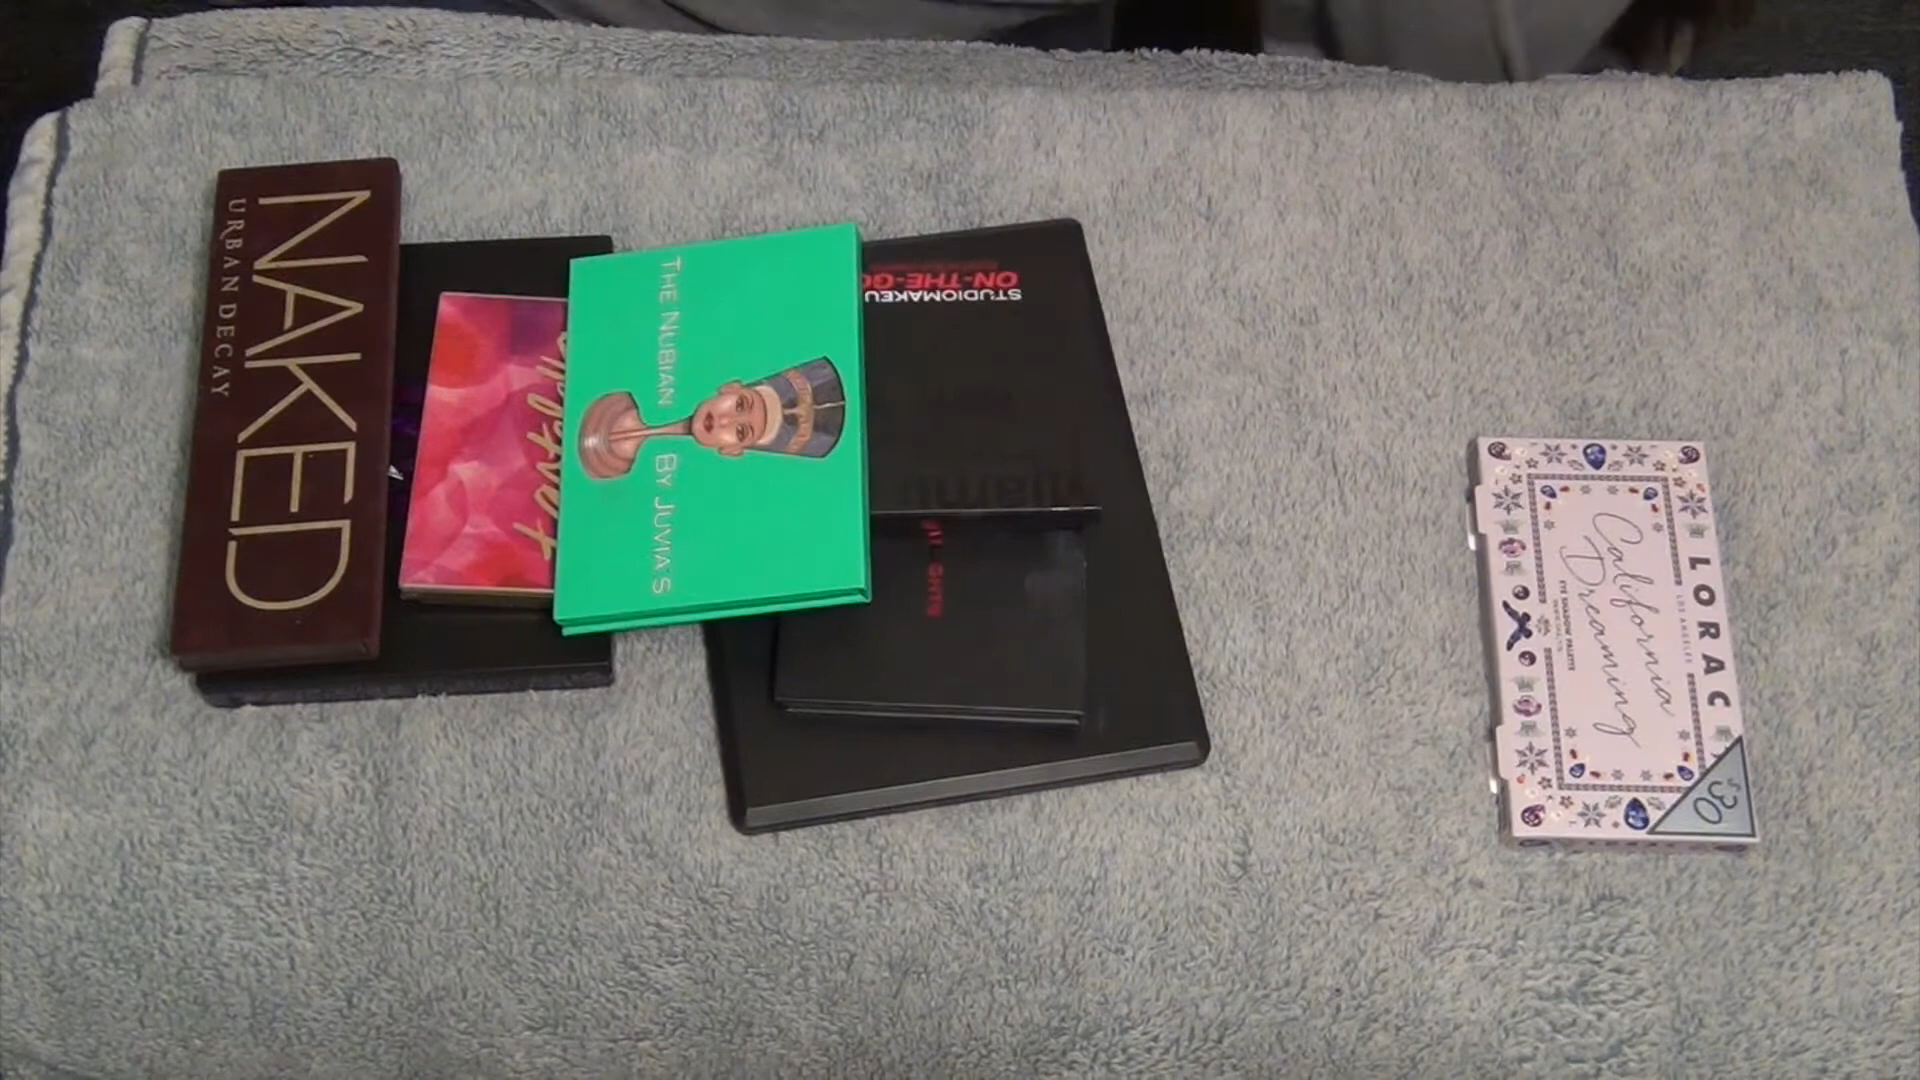 NAKED
URBAN DECAY
THE NUBIAN BY JUVIA'S
STUDIOMAKEU
ON-THE-GO
LORAC
LOS ANGELES
California
Dreaming
EYE SHADOW PALETTE
$30